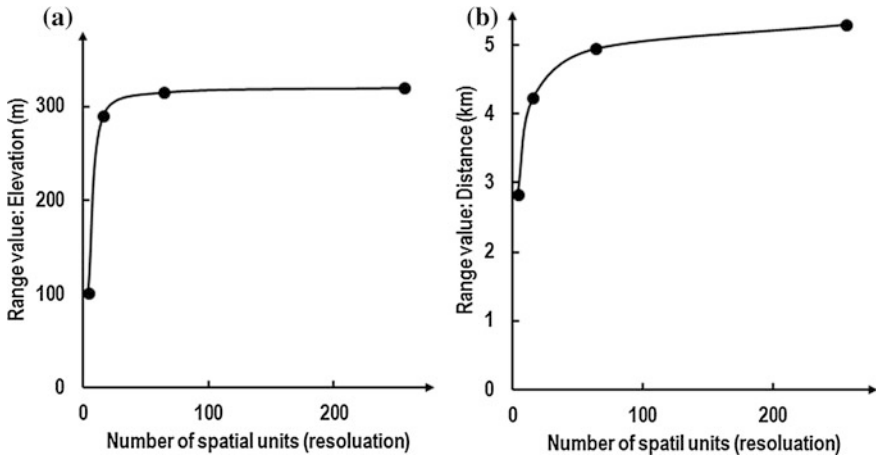 (a)
Range value: Elevation (m)
300
200
100
0
0 100 200
Number of spatial units (resoluation)
(b)
Range value: Distance (km)
5
4
3
2
1
0
0 100 200
Number of spatil units (resoluation)